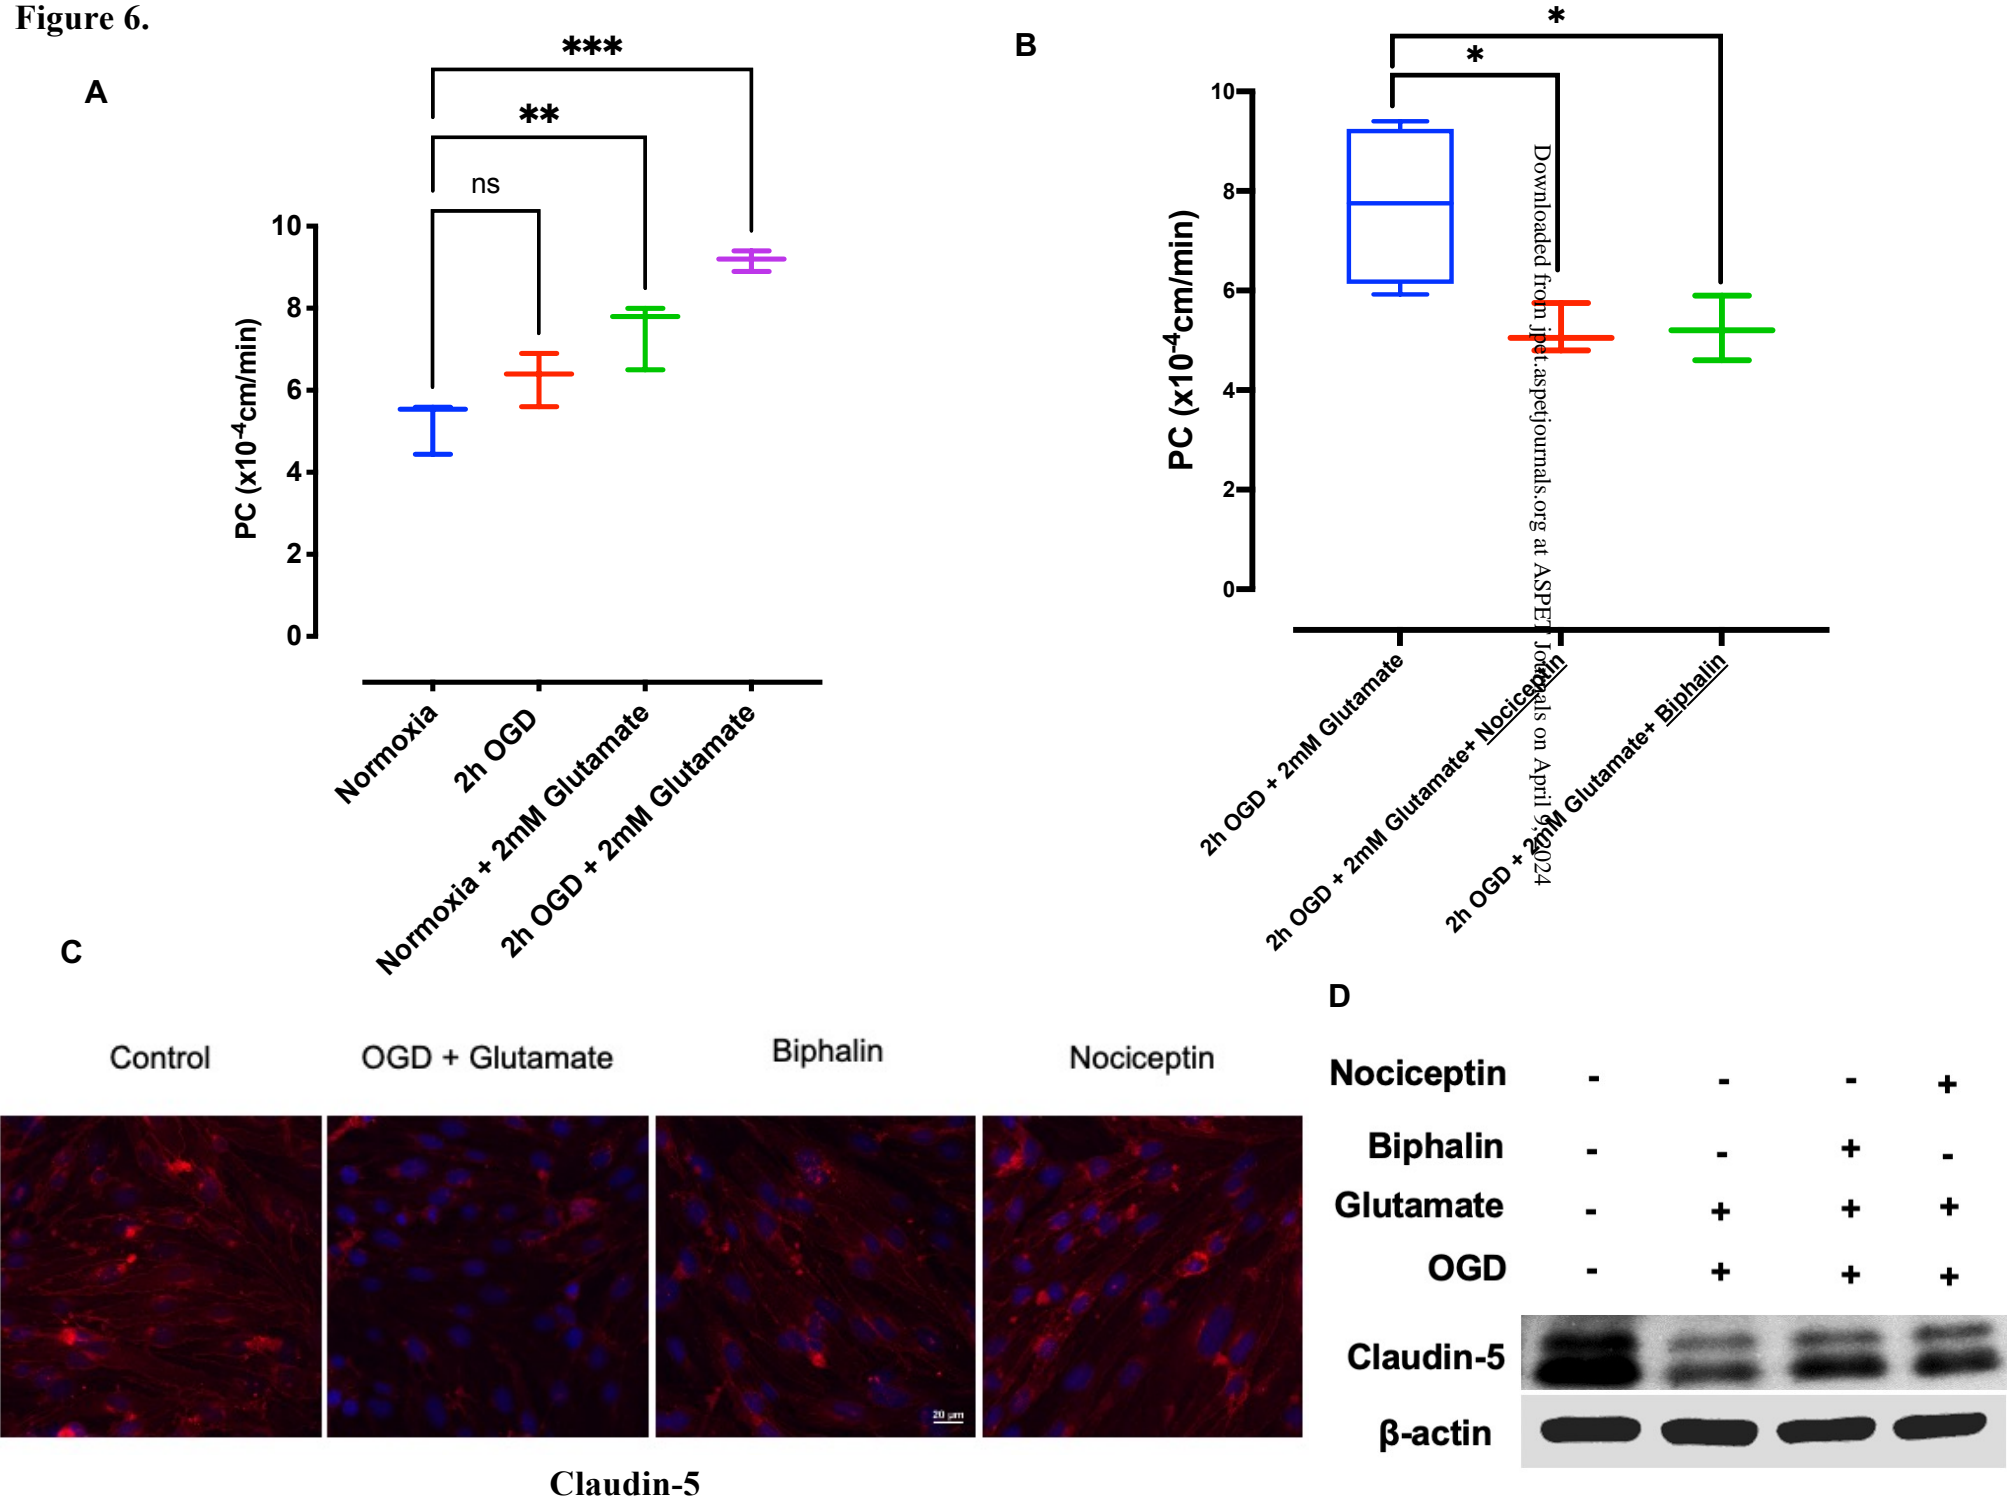 Figure 6.
A
***
**
ns
10
8
6
4
2
0
PC (x10-4cm/min)
Normoxia
2h OGD
Normoxia + 2mM Glutamate
2h OGD + 2mM Glutamate
B
*
*
10
8
6
4
2
0
PC (x10-4cm/min)
2h OGD + 2mM Glutamate
2h OGD + 2mM Glutamate+ Nociceptin
2h OGD + 2mM Glutamate+ Biphalin
Downloaded from jpet.aspetjournals.org at ASPET Journals on April 9, 2024
C
Control
OGD + Glutamate
Biphalin
Nociceptin
20 µm
Claudin-5
D
Nociceptin - - - +
Biphalin - - + -
Glutamate - + + +
OGD - + + +
Claudin-5
β-actin